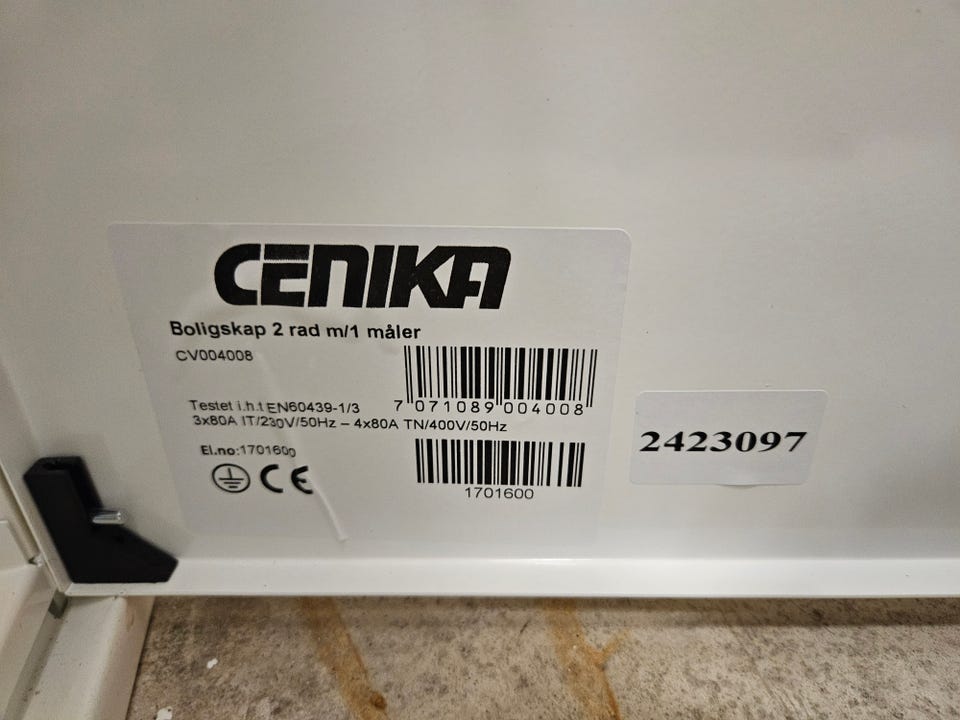 CENIKA
Boligskap 2 rad m/1 måler
CV004008
7 071089 004008
Testet i.h.t EN60439-1/3
3x80A IT/230V/50Hz – 4x80A TN/400V/50Hz
El.no:1701600
1701600
2423097
CE